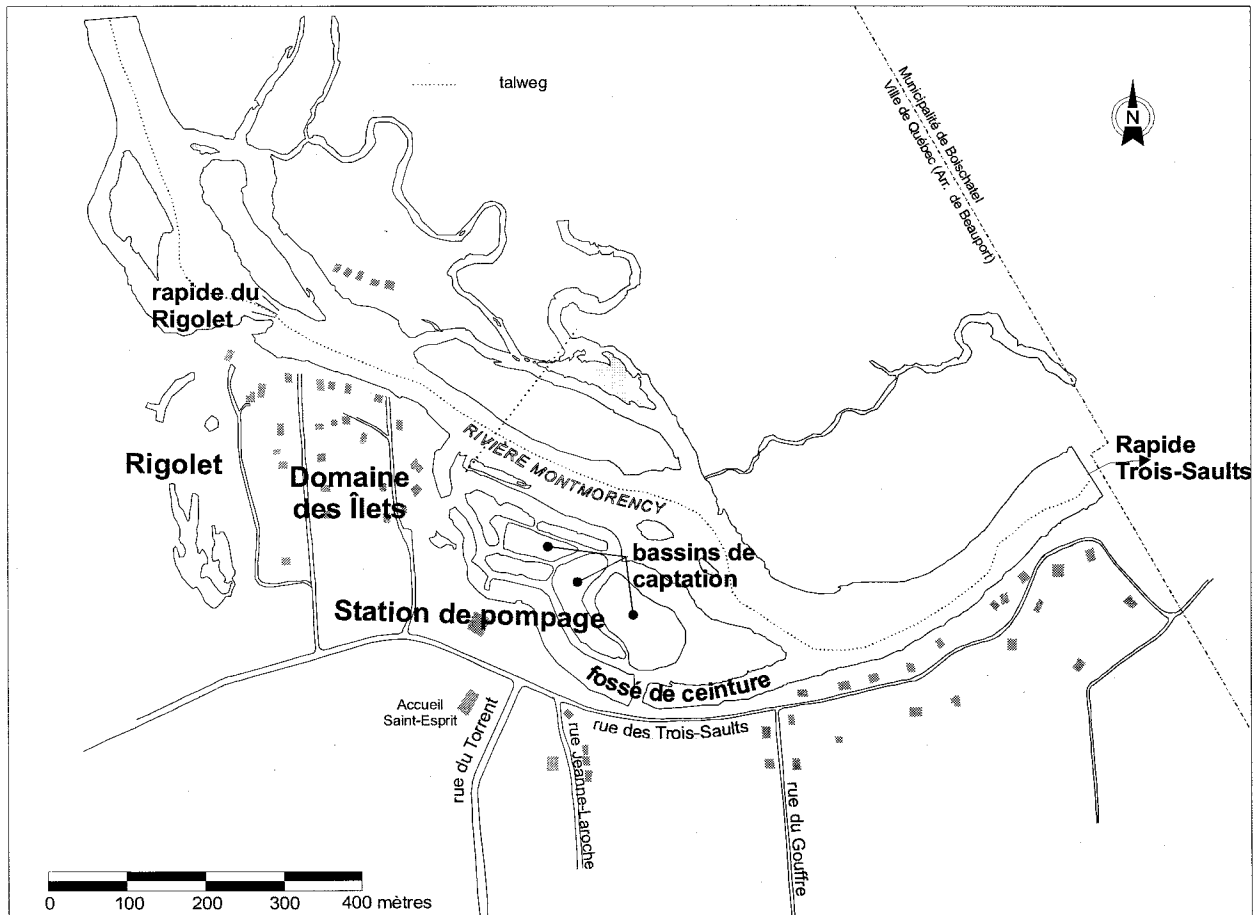 talweg
Municipalité de Boischatel
Ville de Québec (Arr. de Beauport)
N
rapide du
Rigolet
Rigolet
Domaine
des Îlets
RIVIÈRE MONTMORENCY
Rapide
Trois-Saults
bassins de
captation
Station de pompage
fossé de ceinture
Accueil
Saint-Esprit
rue du Torrent
rue Jeanne-Laroche
rue des Trois-Saults
rue du Gouffre
0 100 200 300 400 mètres